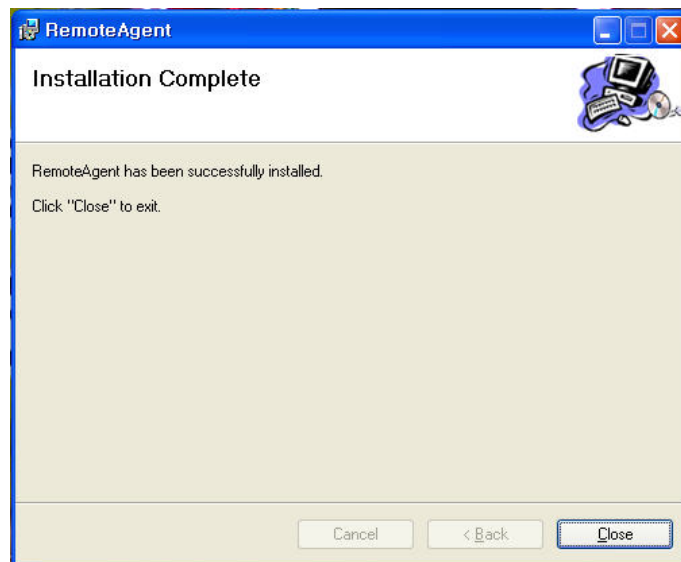 RemoteAgent
Installation Complete
RemoteAgent has been successfully installed.
Click "Close" to exit.
Cancel
< Back
Close